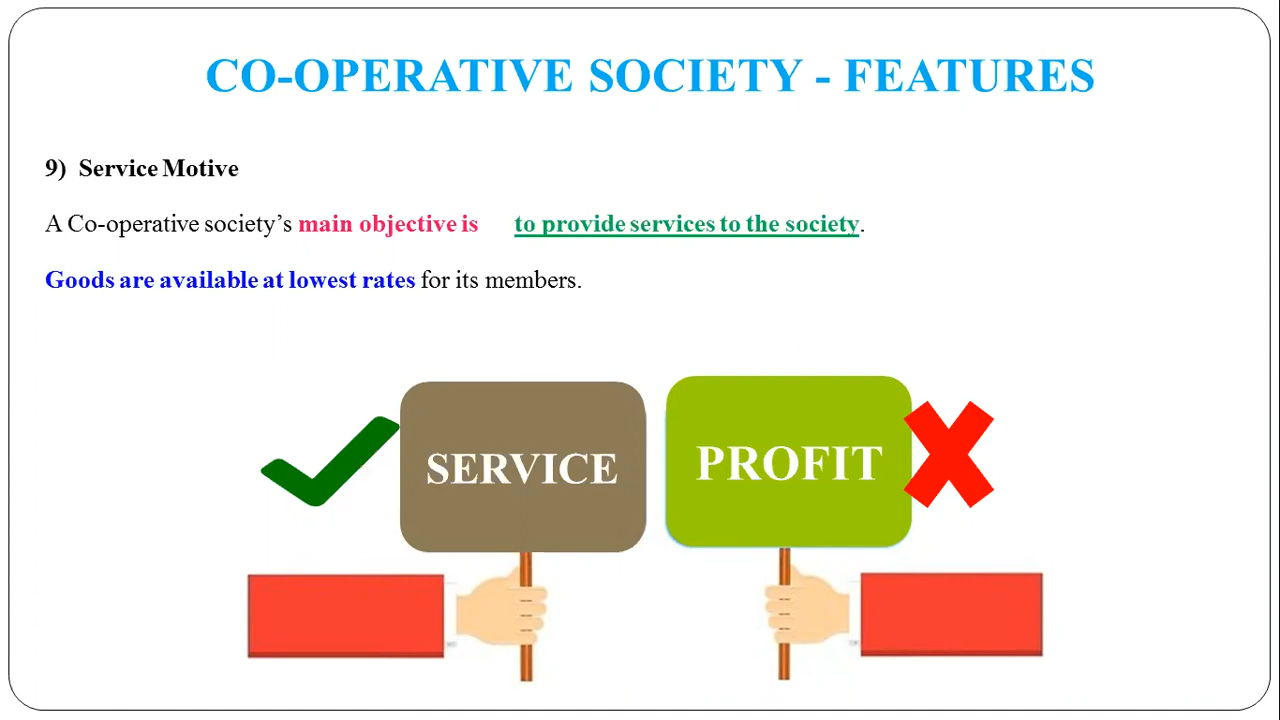 CO-OPERATIVE SOCIETY - FEATURES
9) Service Motive
A Co-operative society’s main objective is to provide services to the society.
Goods are available at lowest rates for its members.
SERVICE
PROFIT